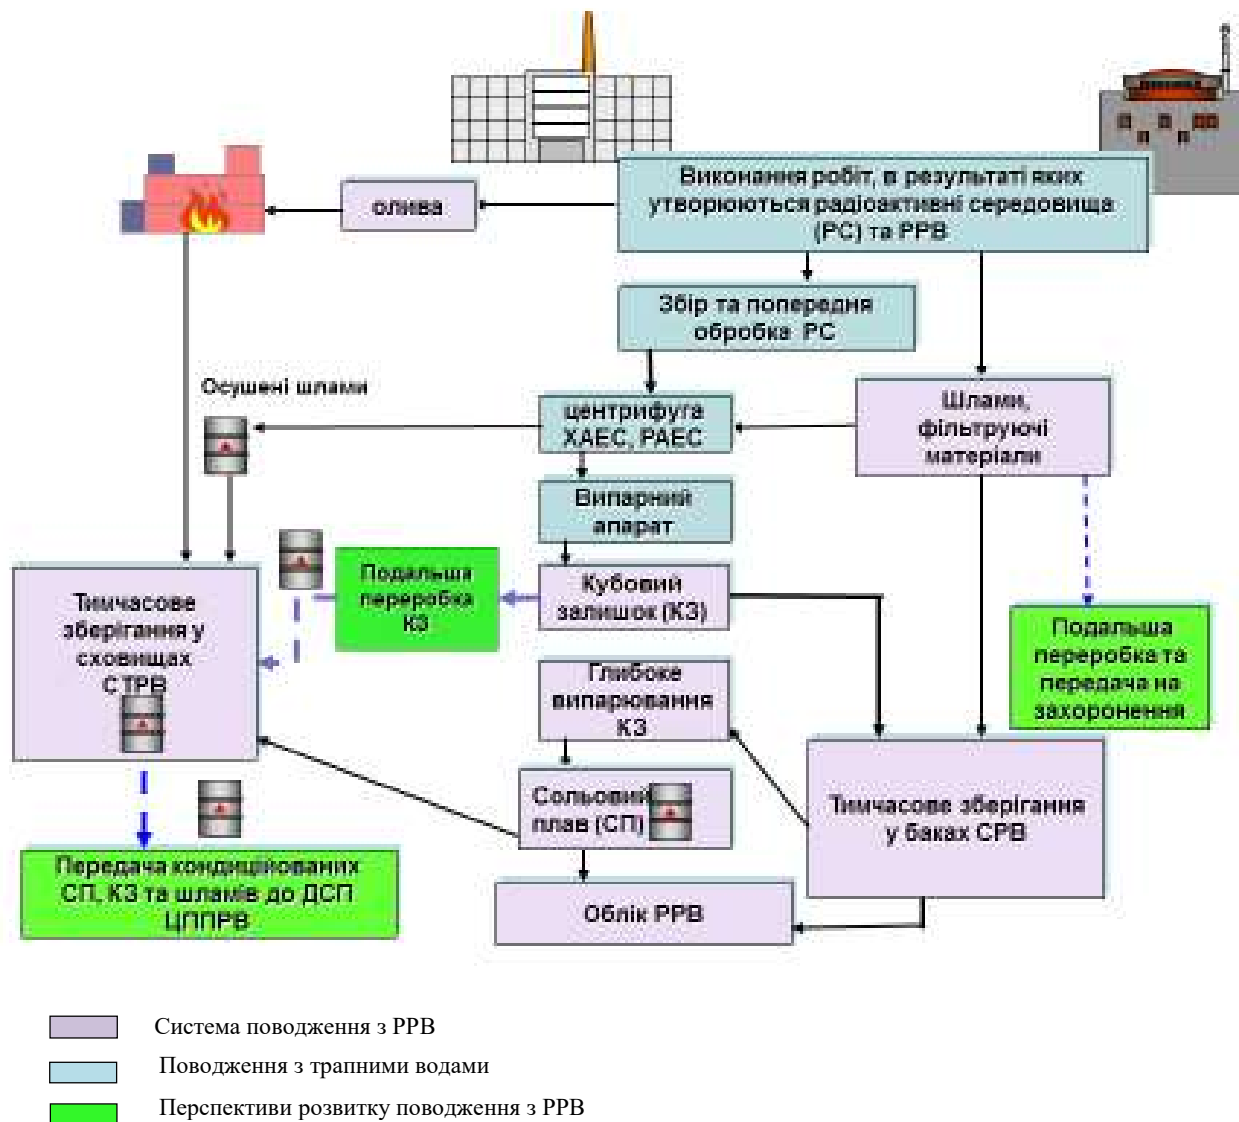 Виконання робіт, в результаті яких
утворюються радіоактивні середовища
(РС) та РРВ
олива
Збір та попередня
обробка РС
Осушені шлами
центрифуга
ХАЕС, РАЕС
Шлами,
фільтруючі
матеріали
Випарний
апарат
Подальша
переробка
КЗ
Кубовий
залишок (КЗ)
Тимчасове
зберігання у
сховищах
СТРВ
Подальша
переробка та
передача на
захоронення
Глибоке
випарювання
КЗ
Сольовий
плав (СП)
Тимчасове зберігання
у баках СРВ
Передача кондиційованих
СП, КЗ та шламів до ДСП
ЦППРВ
Облік РРВ
Система поводження з РРВ
Поводження з трапними водами
Перспективи розвитку поводження з РРВ